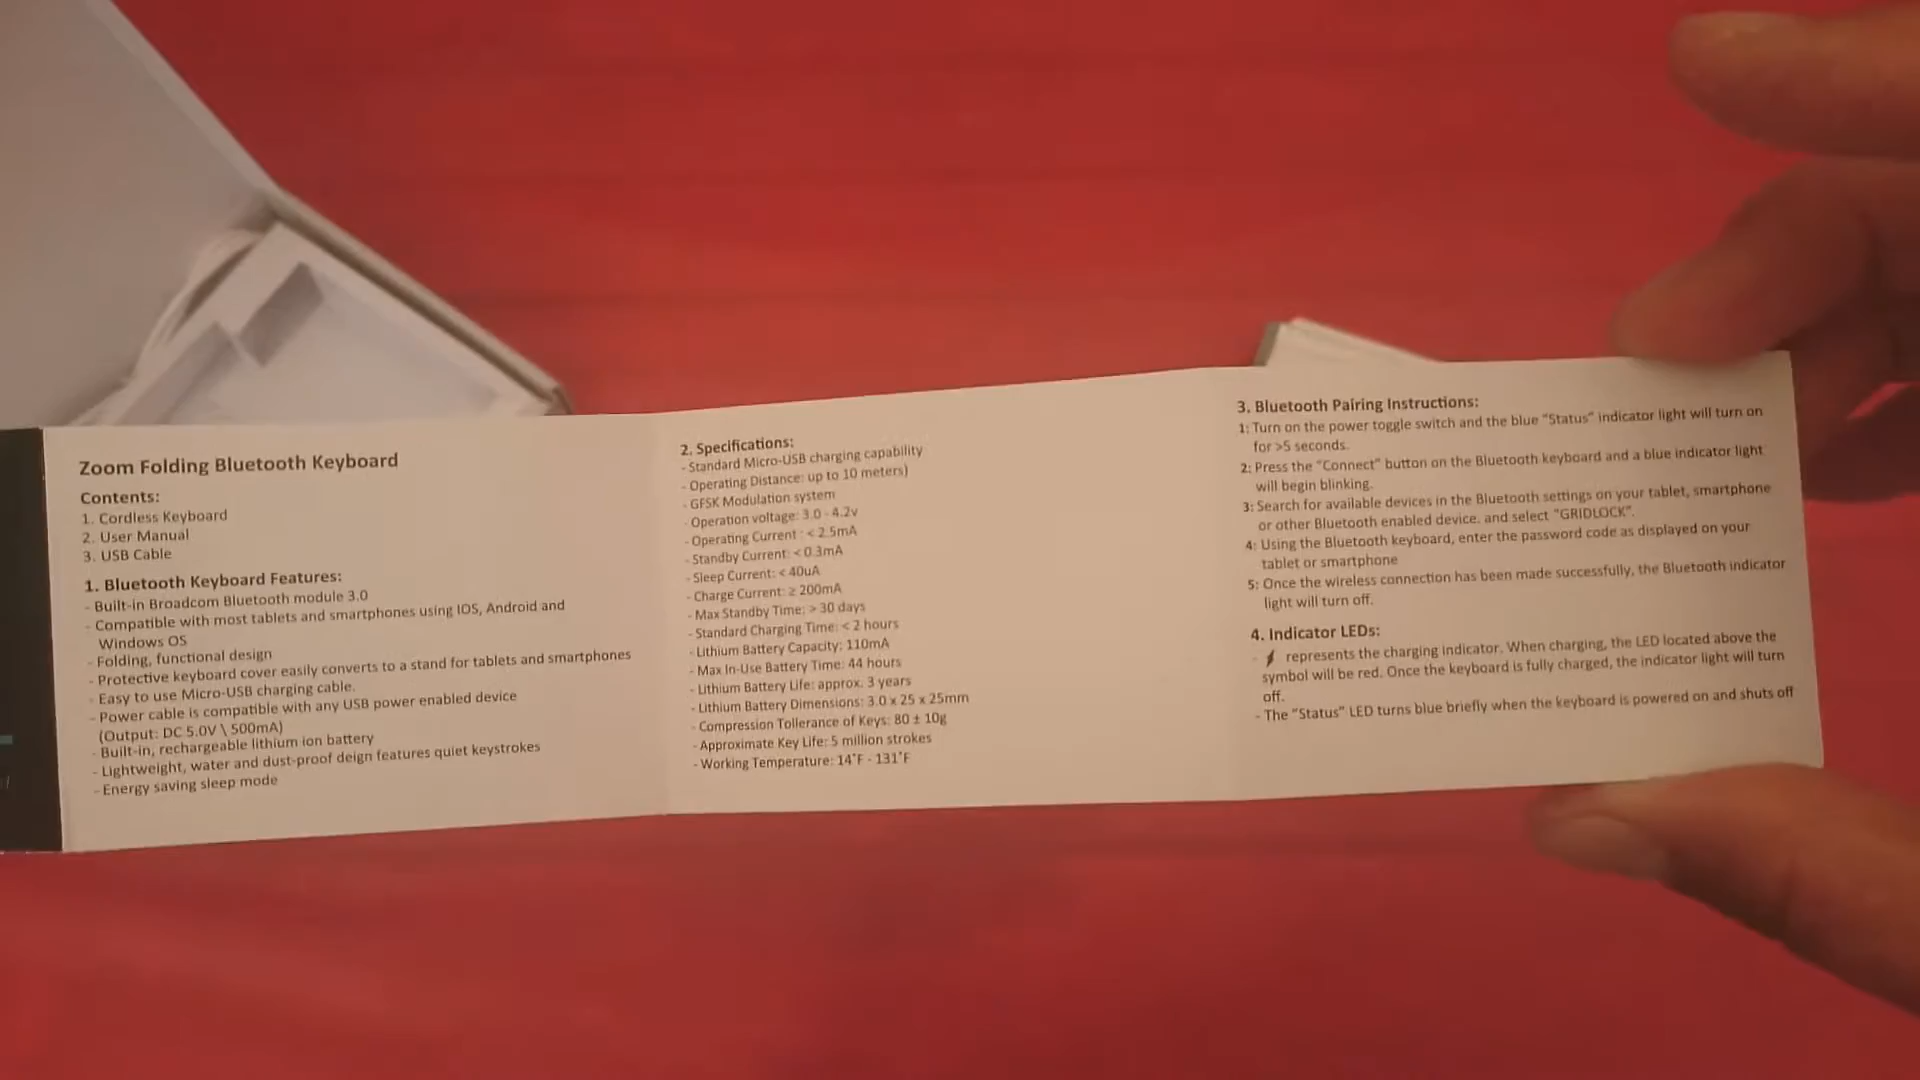 Zoom Folding Bluetooth Keyboard
Contents:
1. Cordless Keyboard
2. User Manual
3. USB Cable
1. Bluetooth Keyboard Features:
- Built-in Broadcom Bluetooth module 3.0
- Compatible with most tablets and smartphones using IOS, Android and
Windows OS
- Folding, functional design
- Protective keyboard cover easily converts to a stand for tablets and smartphones
- Easy to use Micro-USB charging cable.
- Power cable is compatible with any USB power enabled device
(Output: DC 5.0V \ 500mA)
- Built-in, rechargeable lithium ion battery
- Lightweight, water and dust-proof deign features quiet keystrokes
- Energy saving sleep mode
2. Specifications:
- Standard Micro-USB charging capability
- Operating Distance: up to 10 meters)
- GFSK Modulation system
- Operation voltage: 3.0 - 4.2v
- Operating Current : < 2.5mA
- Standby Current: < 0.3mA
- Sleep Current: < 40uA
- Charge Current: ≥ 200mA
- Max Standby Time: > 30 days
- Standard Charging Time: < 2 hours
- Lithium Battery Capacity: 110mA
- Max In-Use Battery Time: 44 hours
- Lithium Battery Life: approx. 3 years
- Lithium Battery Dimensions: 3.0 x 25 x 25mm
- Compression Tollerance of Keys: 80 ± 10g
- Approximate Key Life: 5 million strokes
- Working Temperature: 14°F - 131°F
3. Bluetooth Pairing Instructions:
1: Turn on the power toggle switch and the blue "Status" indicator light will turn on
for >5 seconds.
2: Press the "Connect" button on the Bluetooth keyboard and a blue indicator light
will begin blinking.
3: Search for available devices in the Bluetooth settings on your tablet, smartphone
or other Bluetooth enabled device. and select "GRIDLOCK".
4: Using the Bluetooth keyboard, enter the password code as displayed on your
tablet or smartphone
5: Once the wireless connection has been made successfully, the Bluetooth indicator
light will turn off.
4. Indicator LEDs:
- represents the charging indicator. When charging, the LED located above the
symbol will be red. Once the keyboard is fully charged, the indicator light will turn
off.
- The "Status" LED turns blue briefly when the keyboard is powered on and shuts off